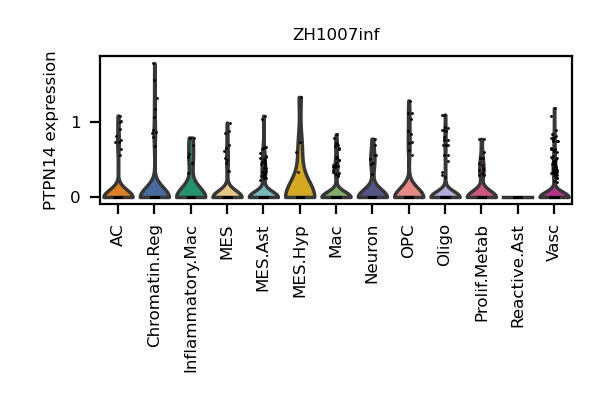 ZH1007inf
PTPN14 expression
1
0
AC
Chromatin.Reg
Inflammatory.Mac
MES
MES.Ast
MES.Hyp
Mac
Neuron
OPC
Oligo
Prolif.Metab
Reactive.Ast
Vasc